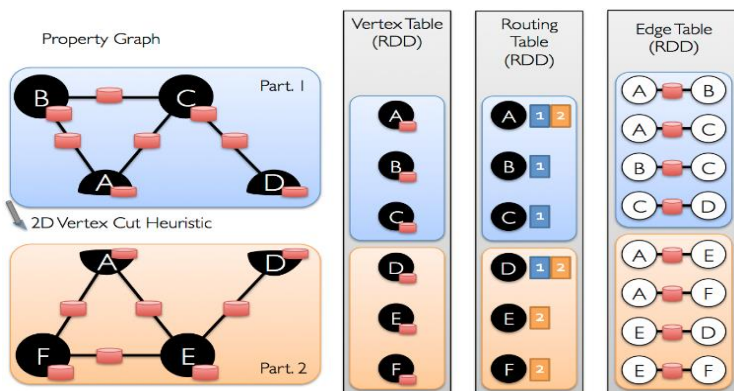 Property Graph
Part. 1
B
C
A
D
2D Vertex Cut Heuristic
A
D
F
E
Part. 2
Vertex Table
(RDD)
A
B
C
D
E
F
Routing
Table
(RDD)
A 1 2
B 1
C 1
D 1 2
E 2
F 2
Edge Table
(RDD)
A B
A C
B C
C D
A E
A F
E D
E F